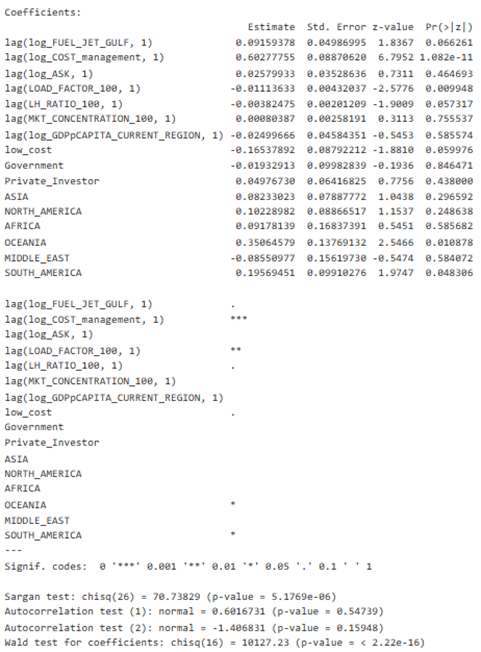 Coefficients:
Estimate Std. Error z-value Pr(>|z|)
lag(log_FUEL_JET_GULF, 1) 0.09159378 0.04986995 1.8367 0.066261
lag(log_COST_management, 1) 0.60277755 0.08870620 6.7952 1.082e-11
lag(log_ASK, 1) 0.02579933 0.03528636 0.7311 0.464693
lag(LOAD_FACTOR_100, 1) -0.01113633 0.00432037 -2.5776 0.009948
lag(LH_RATIO_100, 1) -0.00382475 0.00201209 -1.9009 0.057317
lag(MKT_CONCENTRATION_100, 1) 0.00080387 0.00258191 0.3113 0.755537
lag(log_GDPpCAPITA_CURRENT_REGION, 1) -0.02499666 0.04584351 -0.5453 0.585574
low_cost -0.16537892 0.08792212 -1.8810 0.059976
Government -0.01932913 0.09982839 -0.1936 0.846471
Private_Investor 0.04976730 0.06416825 0.7756 0.438000
ASIA 0.08233023 0.07887772 1.0438 0.296592
NORTH_AMERICA 0.10228982 0.08866517 1.1537 0.248638
AFRICA 0.09178139 0.16837391 0.5451 0.585682
OCEANIA 0.35064579 0.13769132 2.5466 0.010878
MIDDLE_EAST -0.08550977 0.15619730 -0.5474 0.584072
SOUTH_AMERICA 0.19569451 0.09910276 1.9747 0.048306
lag(log_FUEL_JET_GULF, 1) .
lag(log_COST_management, 1) ***
lag(log_ASK, 1)
lag(LOAD_FACTOR_100, 1) **
lag(LH_RATIO_100, 1) .
lag(MKT_CONCENTRATION_100, 1)
lag(log_GDPpCAPITA_CURRENT_REGION, 1)
low_cost .
Government
Private_Investor
ASIA
NORTH_AMERICA
AFRICA
OCEANIA *
MIDDLE_EAST
SOUTH_AMERICA *
---
Signif. codes: 0 '***' 0.001 '**' 0.01 '*' 0.05 '.' 0.1 ' ' 1
Sargan test: chisq(26) = 70.73829 (p-value = 5.1769e-06)
Autocorrelation test (1): normal = 0.6016731 (p-value = 0.54739)
Autocorrelation test (2): normal = -1.406831 (p-value = 0.15948)
Wald test for coefficients: chisq(16) = 10127.23 (p-value = < 2.22e-16)